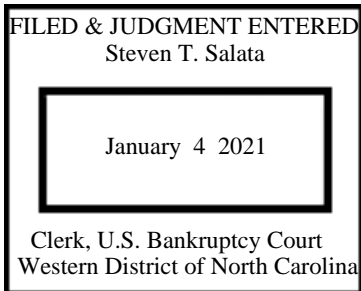 FILED & JUDGMENT ENTERED
Steven T. Salata
January 4 2021
Clerk, U.S. Bankruptcy Court
Western District of North Carolina